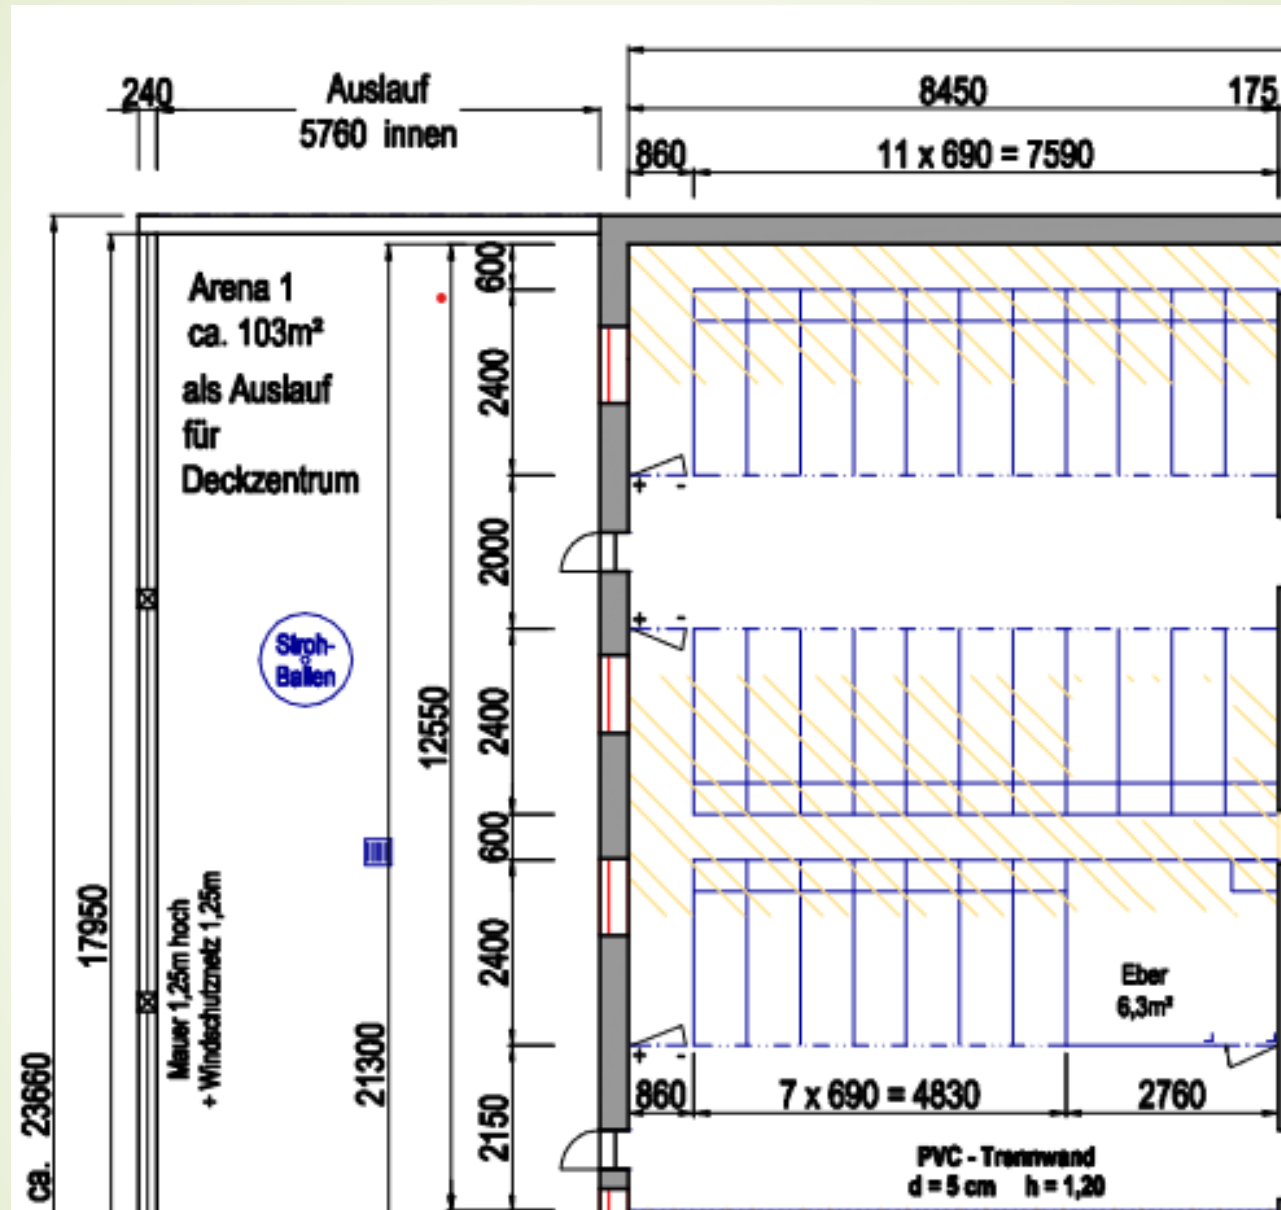 240
Auslauf
5760 innen
8450
175
860
11 x 690 = 7590
Arena 1
ca. 103m²
als Auslauf
für
Deckzentrum
600
2400
2000
2400
600
2400
2150
+ -
+ -
+ -
Stroh-
Ballen
12550
21300
17950
ca. 23660
Mauer 1,25m hoch
+ Windschutznetz 1,25m
Eber
6,3m²
860
7 x 690 = 4830
2760
PVC - Trennwand
d = 5 cm h = 1,20